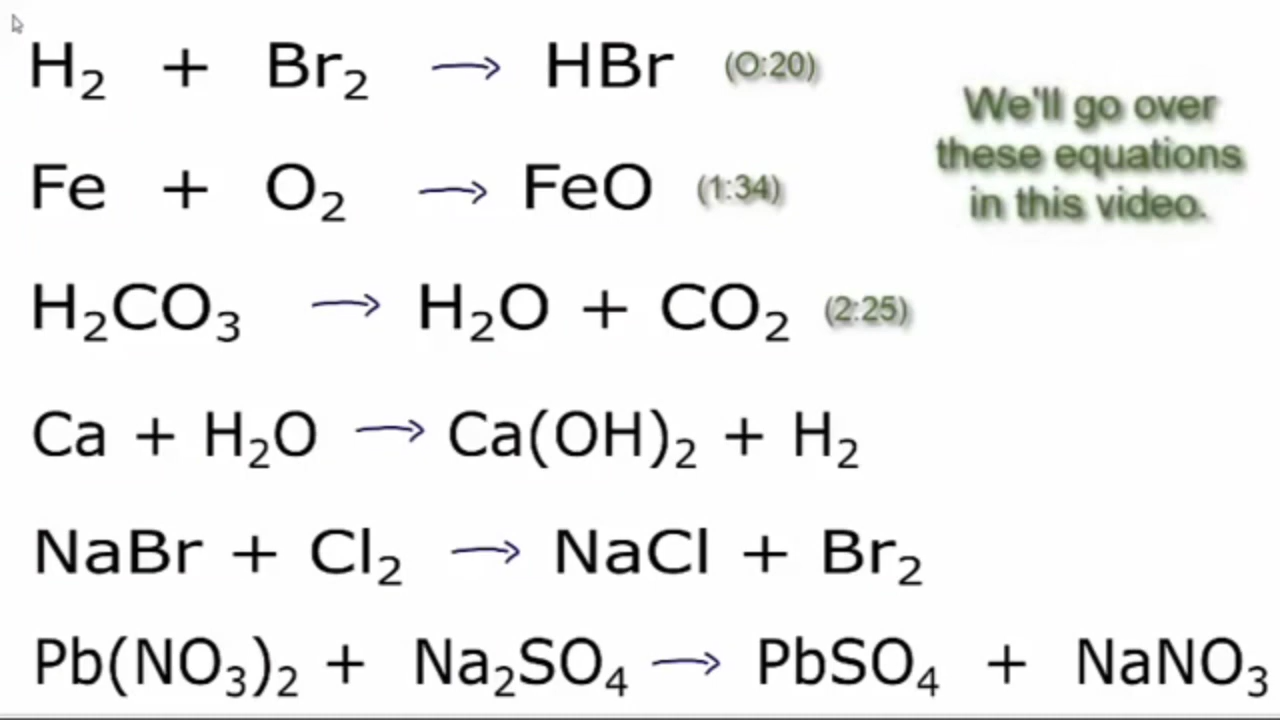 H₂ + Br₂ → HBr (0:20)
We'll go over
these equations
in this video.
Fe + O₂ → FeO (1:34)
H₂CO₃ → H₂O + CO₂ (2:25)
Ca + H₂O → Ca(OH)₂ + H₂
NaBr + Cl₂ → NaCl + Br₂
Pb(NO₃)₂ + Na₂SO₄ → PbSO₄ + NaNO₃